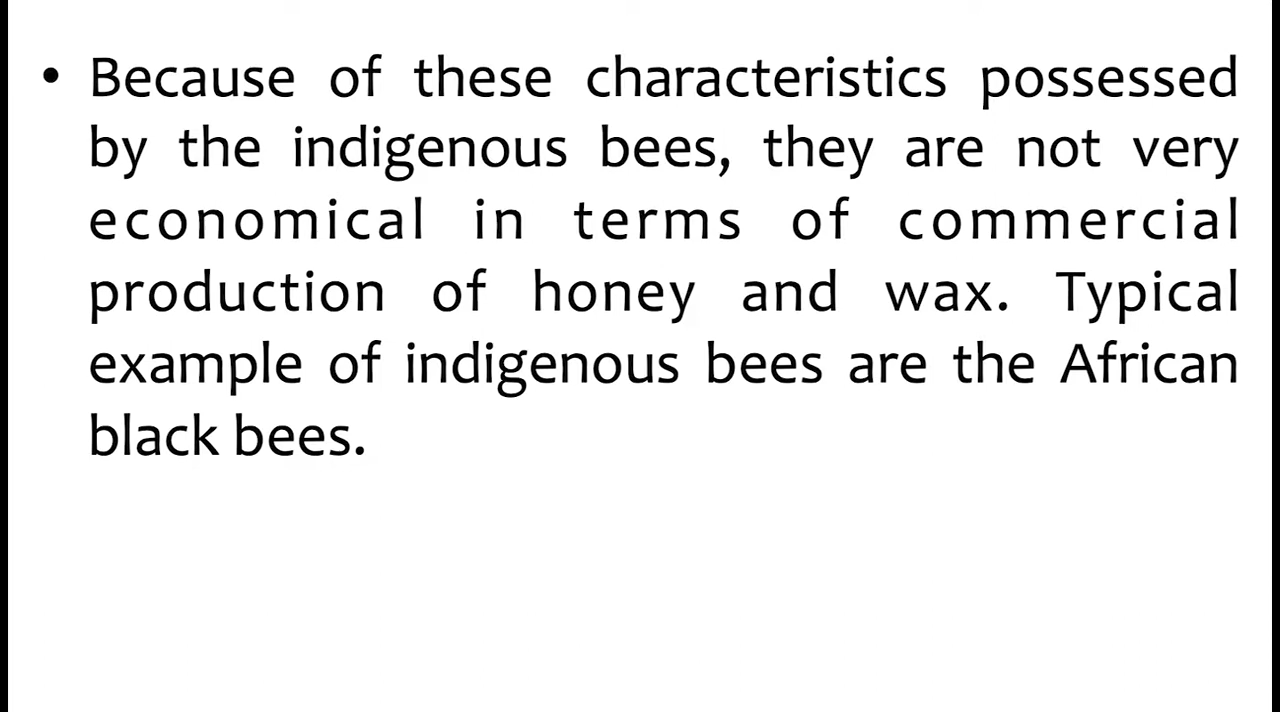 • Because of these characteristics possessed
by the indigenous bees, they are not very
economical in terms of commercial
production of honey and wax. Typical
example of indigenous bees are the African
black bees.